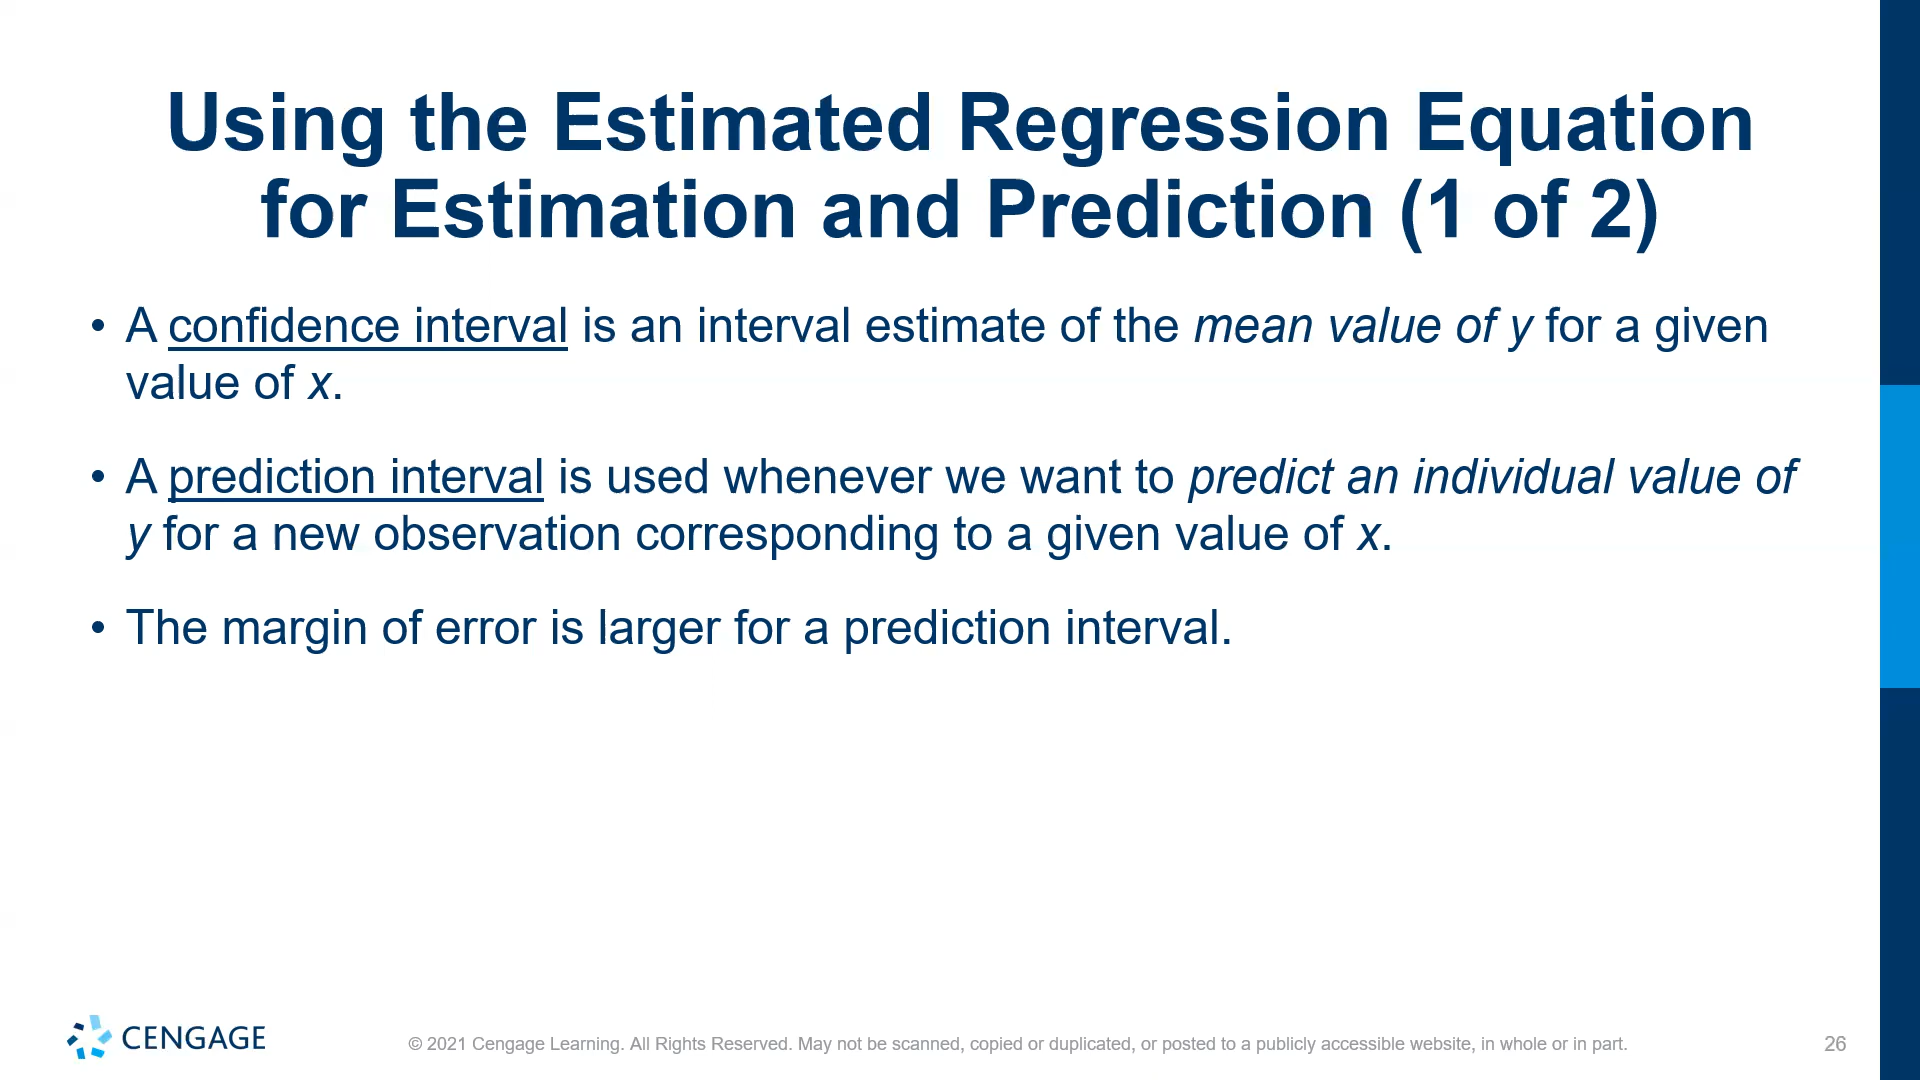 Using the Estimated Regression Equation
for Estimation and Prediction (1 of 2)
• A confidence interval is an interval estimate of the mean value of y for a given
value of x.
• A prediction interval is used whenever we want to predict an individual value of
y for a new observation corresponding to a given value of x.
• The margin of error is larger for a prediction interval.
CENGAGE
© 2021 Cengage Learning. All Rights Reserved. May not be scanned, copied or duplicated, or posted to a publicly accessible website, in whole or in part.
26